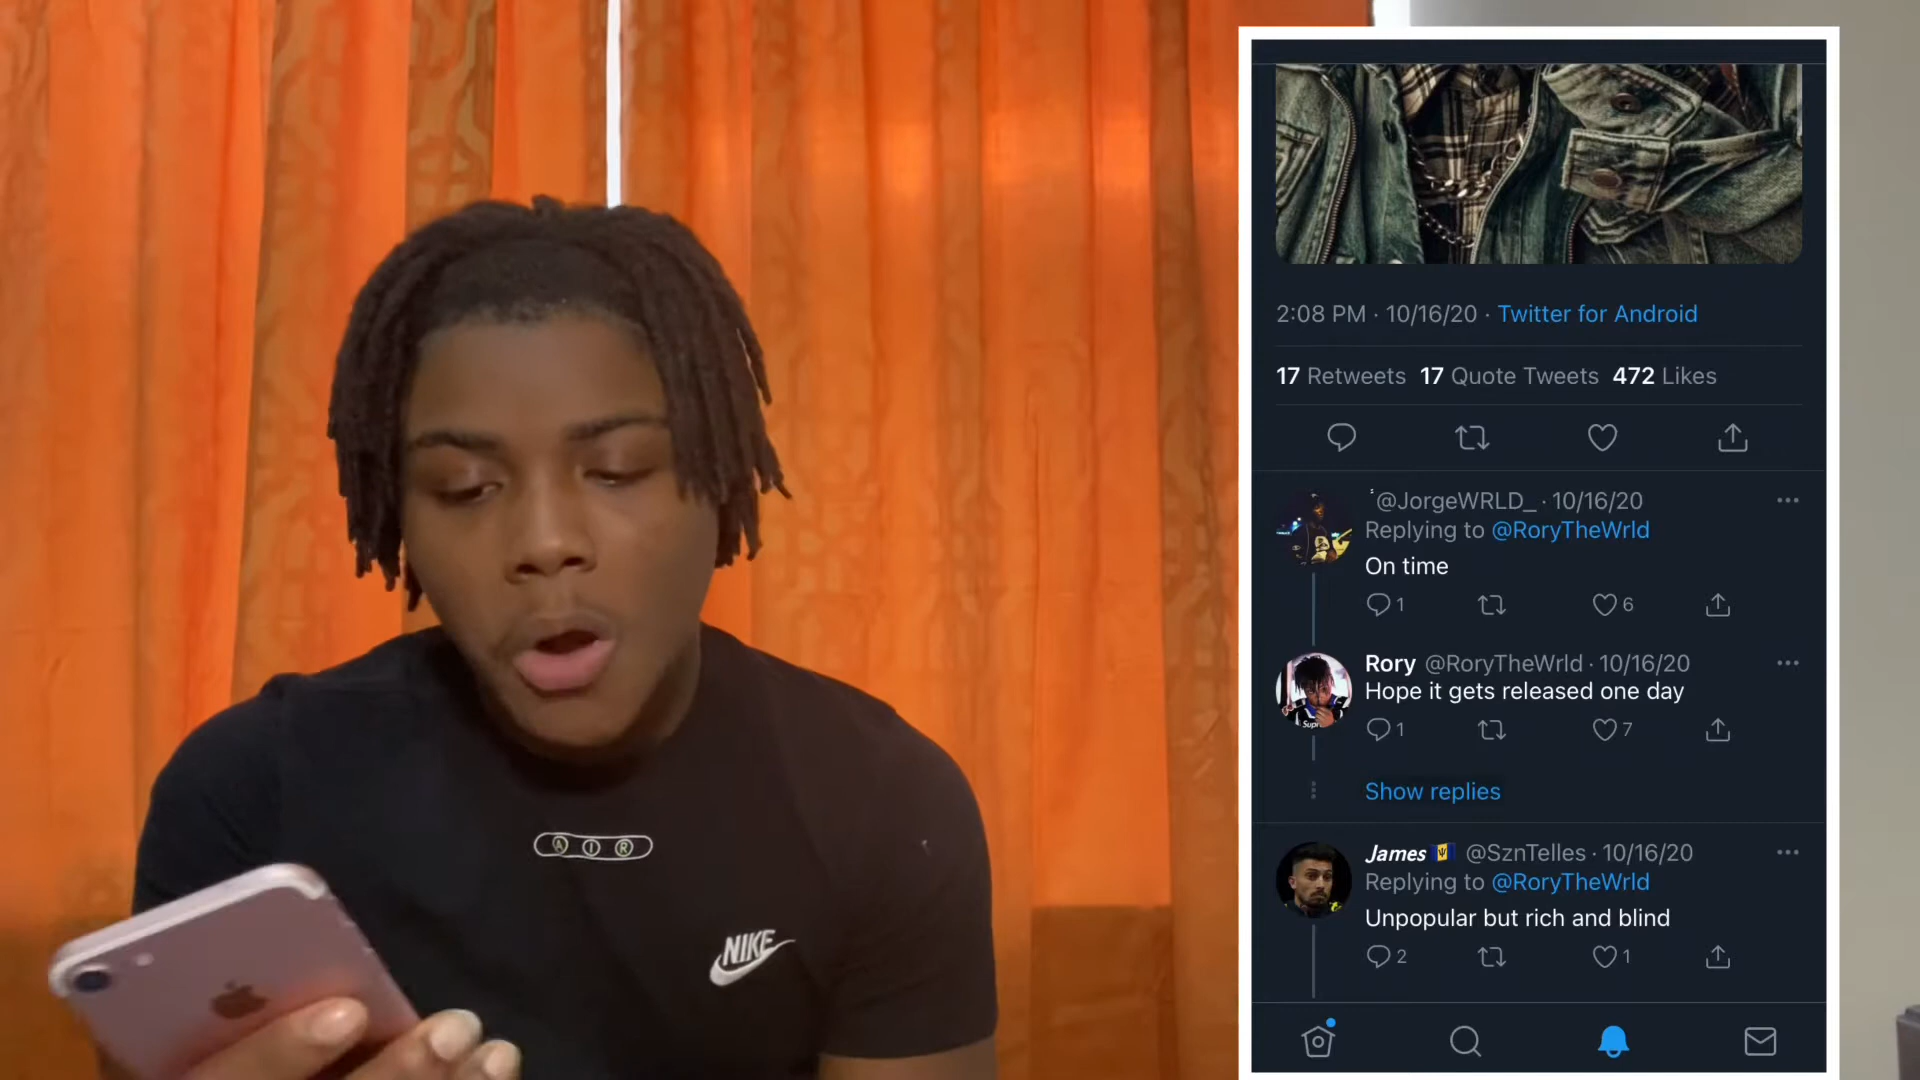 2:08 PM · 10/16/20 · Twitter for Android
17 Retweets 17 Quote Tweets 472 Likes
@JorgeWRLD_ · 10/16/20
Replying to @RoryTheWrld
On time
1 6
Rory @RoryTheWrld · 10/16/20
Hope it gets released one day
1 7
Show replies
James @SznTelles · 10/16/20
Replying to @RoryTheWrld
Unpopular but rich and blind
2 1
AIR
NIKE